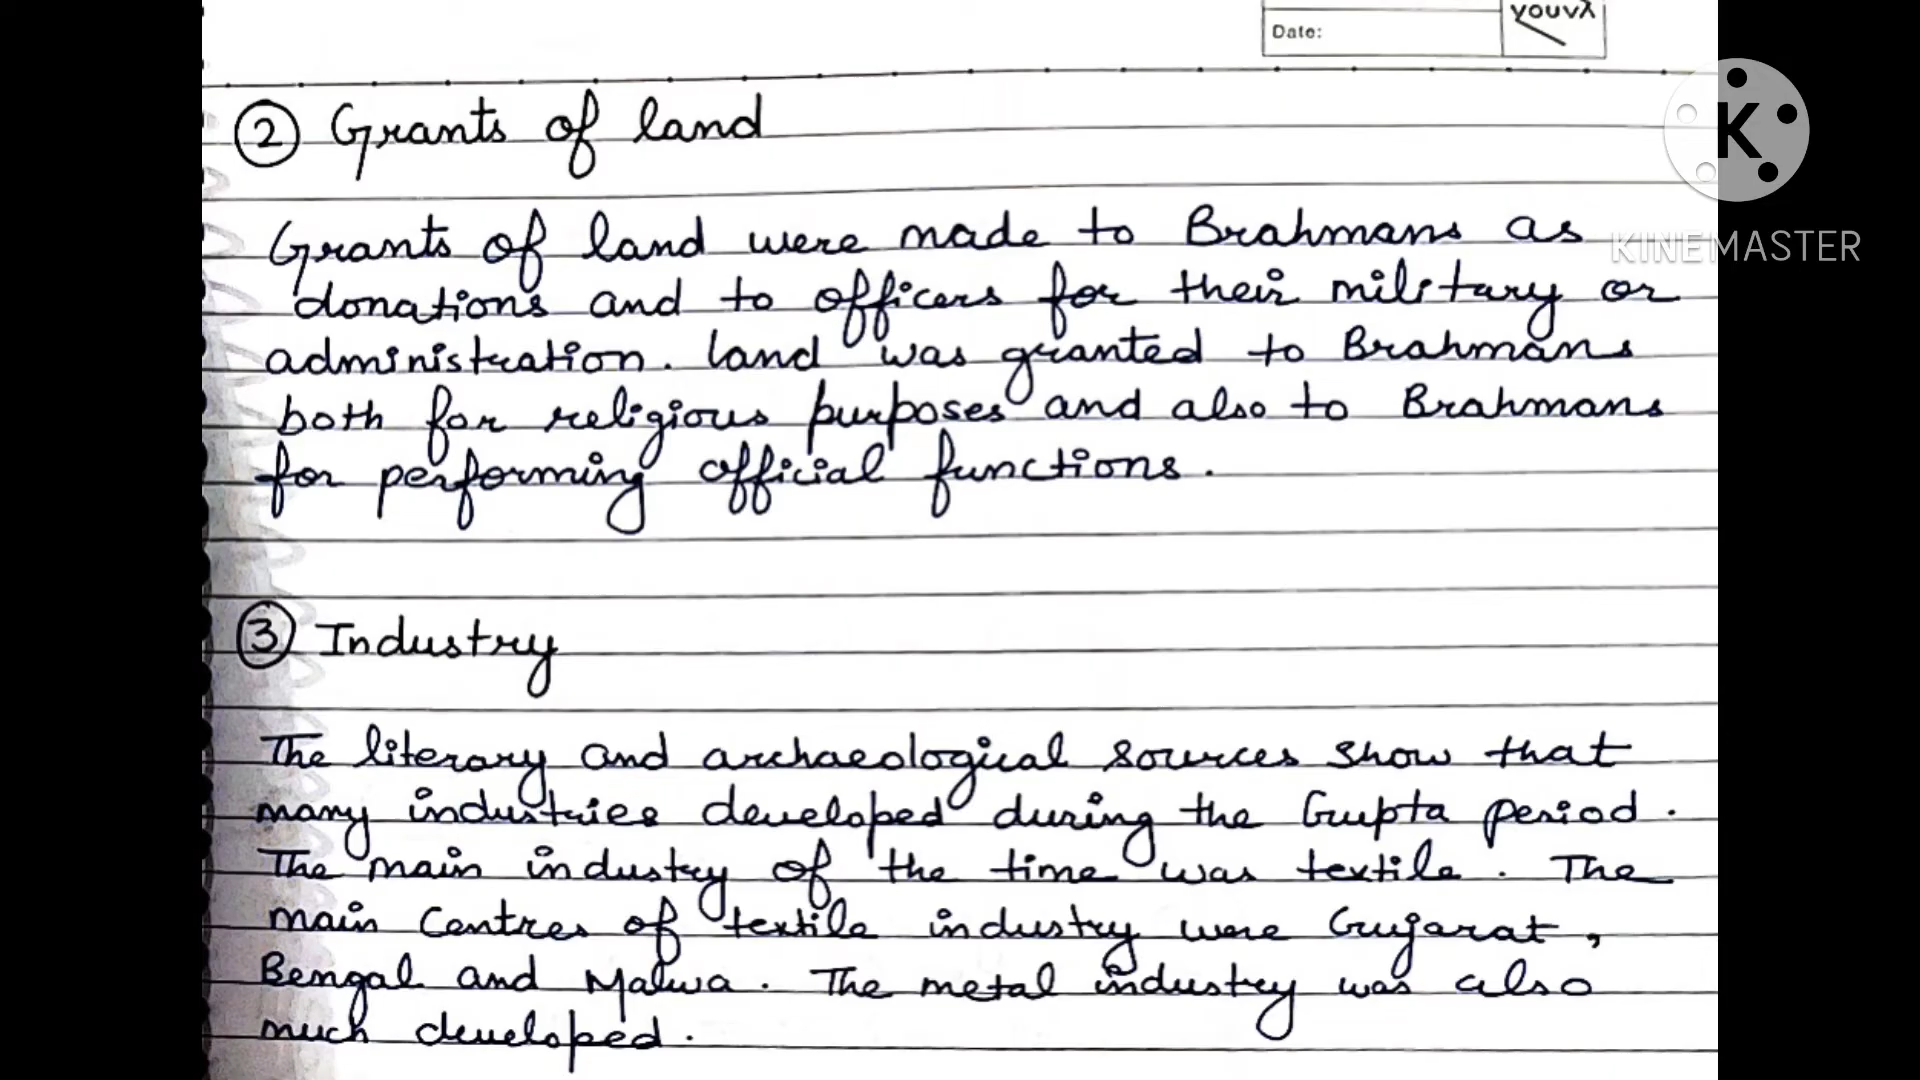 youvA
Date:
② Grants of land
K
Grants of land were made to Brahmans as
KINEMASTER
donations and to officers for their military or
administration. land was granted to Brahmans
both for religious purposes and also to Brahmans
for performing official functions.
③ Industry
The literary and archaeological sources show that
many industries developed during the Gupta period.
The main industry of the time was textile. The
main centres of textile industry were Gujarat,
Bengal and Malwa. The metal industry was also
much developed.